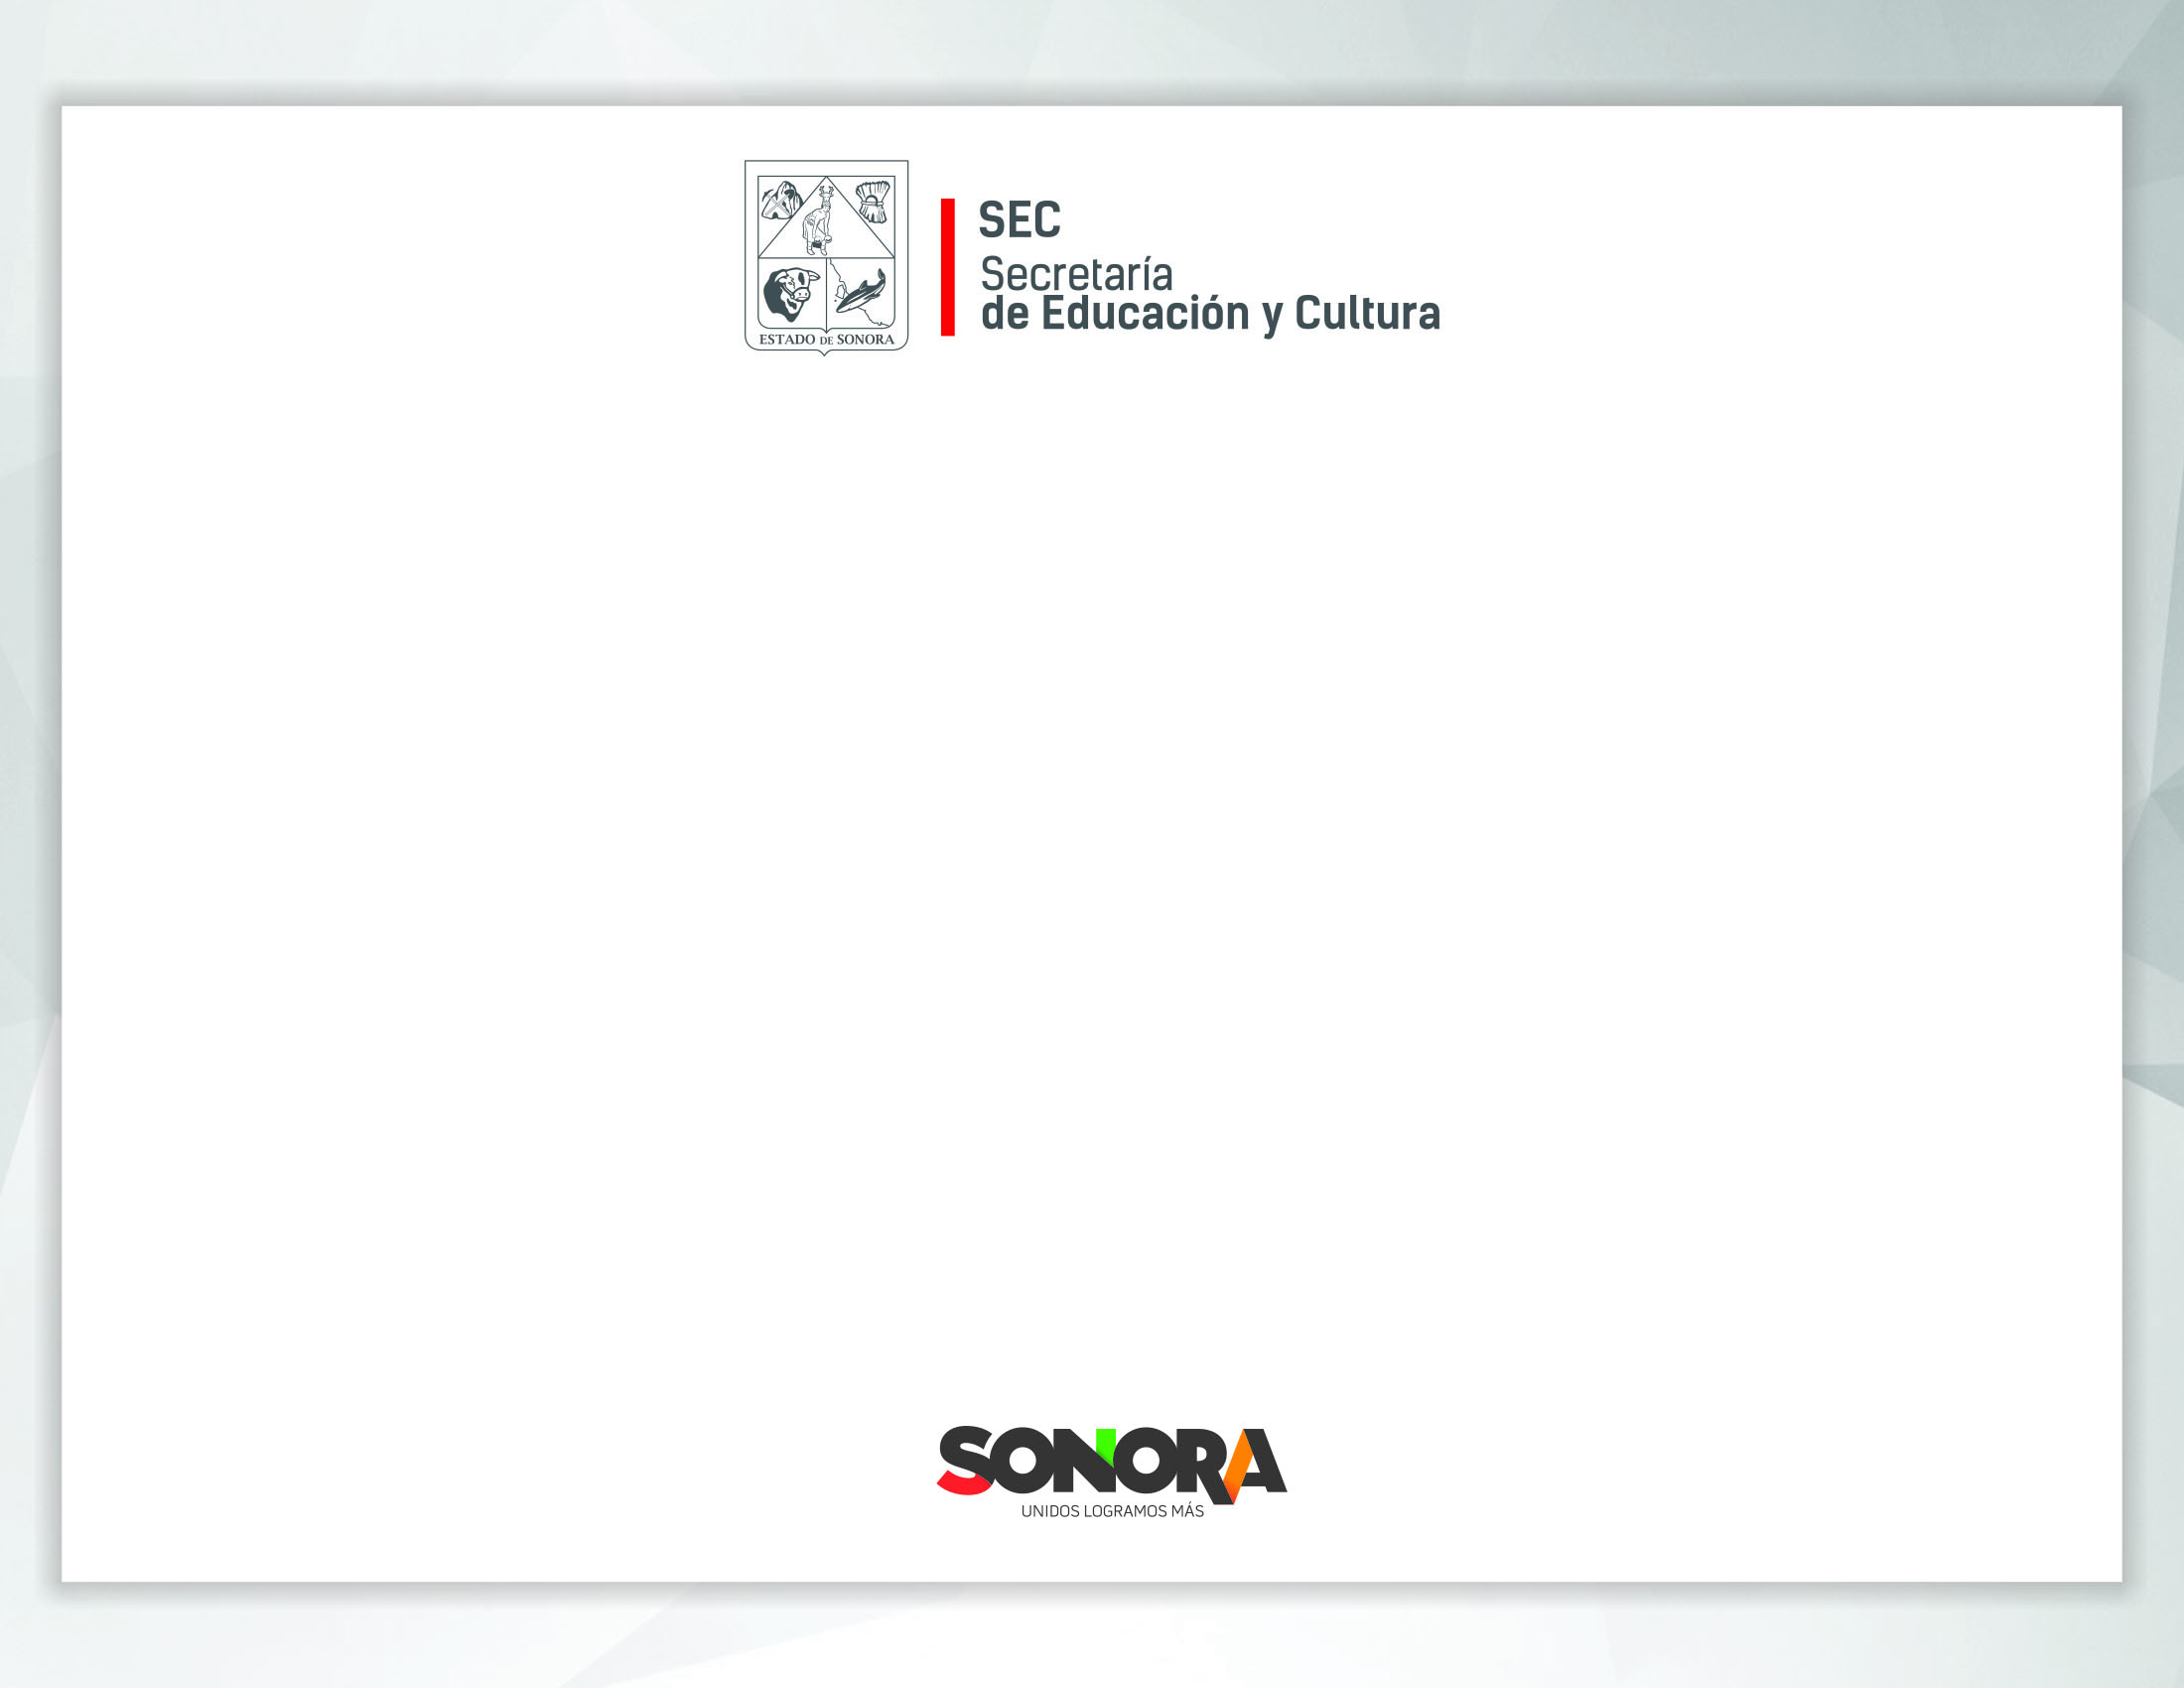 ESTADO DE SONORA
SEC
Secretaría
de Educación y Cultura
SONORA
UNIDOS LOGRAMOS MÁS